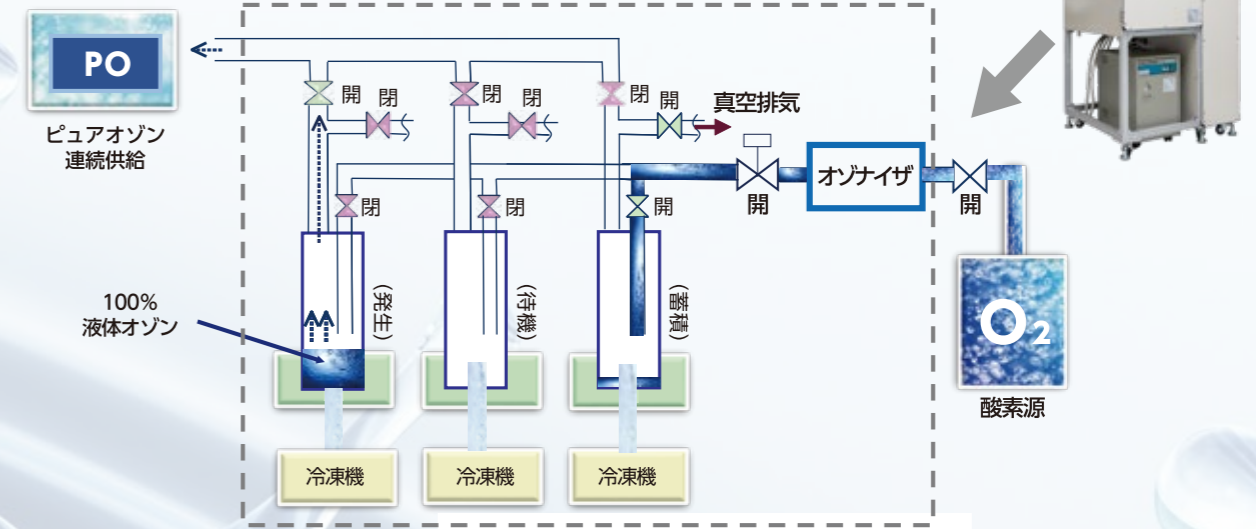 PO
ピュアオゾン
連続供給
開
閉
閉
閉
閉
開
真空排気
閉
閉
開
開
オゾナイザ
開
100%
液体オゾン
（発生）
（待機）
（蓄積）
O2
酸素源
冷凍機
冷凍機
冷凍機